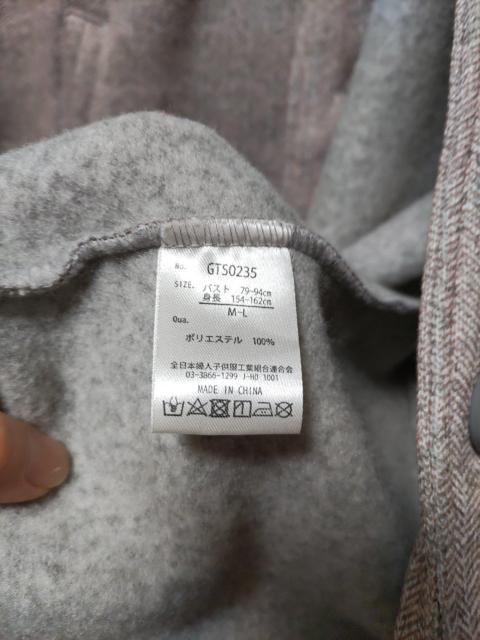 No. GTS0235
SIZE. バスト 79-94cm
身長 154-162cm
M-L
Qua.
ポリエステル 100%
全日本婦人子供服工業組合連合会
03-3866-1299 J-HD 1001
MADE IN CHINA